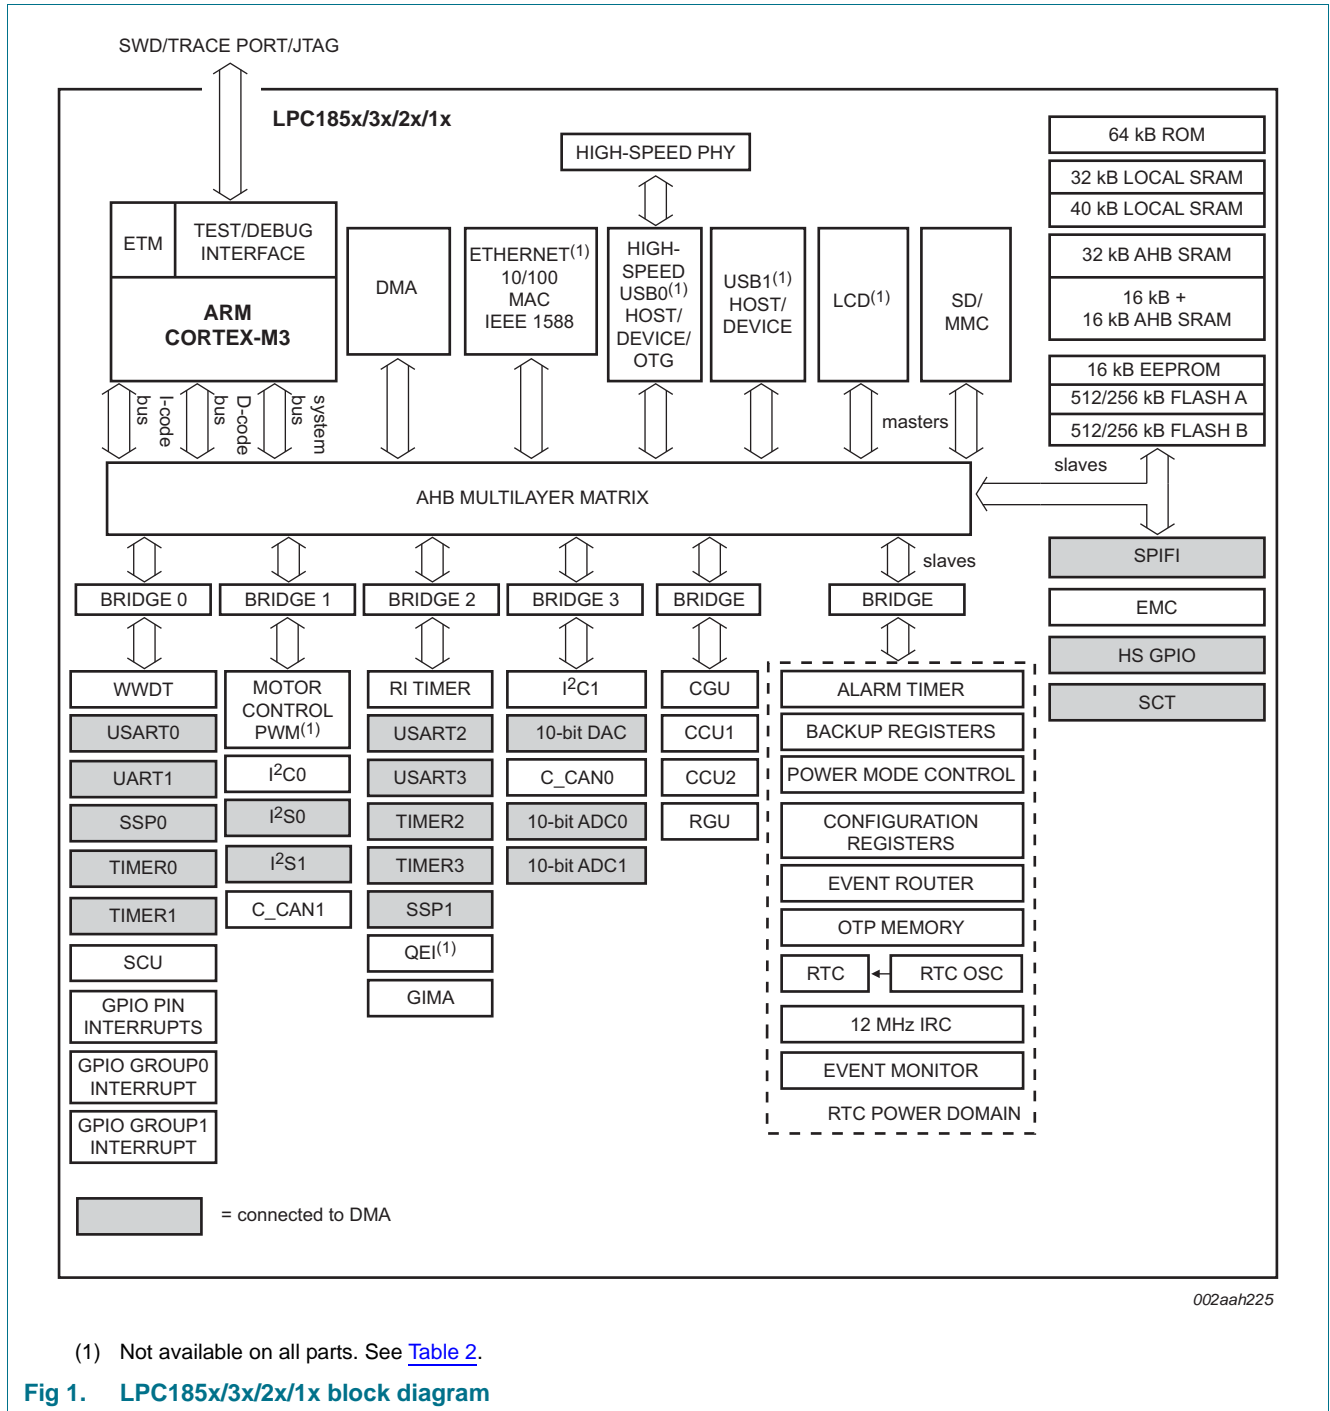 SWD/TRACE PORT/JTAG
LPC185x/3x/2x/1x
HIGH-SPEED PHY
ETM
TEST/DEBUG
INTERFACE
ARM
CORTEX-M3
DMA
ETHERNET(1)
10/100
MAC
IEEE 1588
HIGH-
SPEED
USB0(1)
HOST/
DEVICE/
OTG
USB1(1)
HOST/
DEVICE
LCD(1)
SD/
MMC
64 kB ROM
32 kB LOCAL SRAM
40 kB LOCAL SRAM
32 kB AHB SRAM
16 kB +
16 kB AHB SRAM
16 kB EEPROM
512/256 kB FLASH A
512/256 kB FLASH B
I-code
bus
D-code
bus
system
bus
masters
slaves
AHB MULTILAYER MATRIX
slaves
SPIFI
EMC
HS GPIO
SCT
BRIDGE 0
BRIDGE 1
BRIDGE 2
BRIDGE 3
BRIDGE
BRIDGE
WWDT
USART0
UART1
SSP0
TIMER0
TIMER1
SCU
GPIO PIN
INTERRUPTS
GPIO GROUP0
INTERRUPT
GPIO GROUP1
INTERRUPT
MOTOR
CONTROL
PWM(1)
I2C0
I2S0
I2S1
C_CAN1
RI TIMER
USART2
USART3
TIMER2
TIMER3
SSP1
QEI(1)
GIMA
I2C1
10-bit DAC
C_CAN0
10-bit ADC0
10-bit ADC1
CGU
CCU1
CCU2
RGU
ALARM TIMER
BACKUP REGISTERS
POWER MODE CONTROL
CONFIGURATION
REGISTERS
EVENT ROUTER
OTP MEMORY
RTC
RTC OSC
12 MHz IRC
EVENT MONITOR
RTC POWER DOMAIN
= connected to DMA
002aah225
(1) Not available on all parts. See Table 2.
Fig 1. LPC185x/3x/2x/1x block diagram